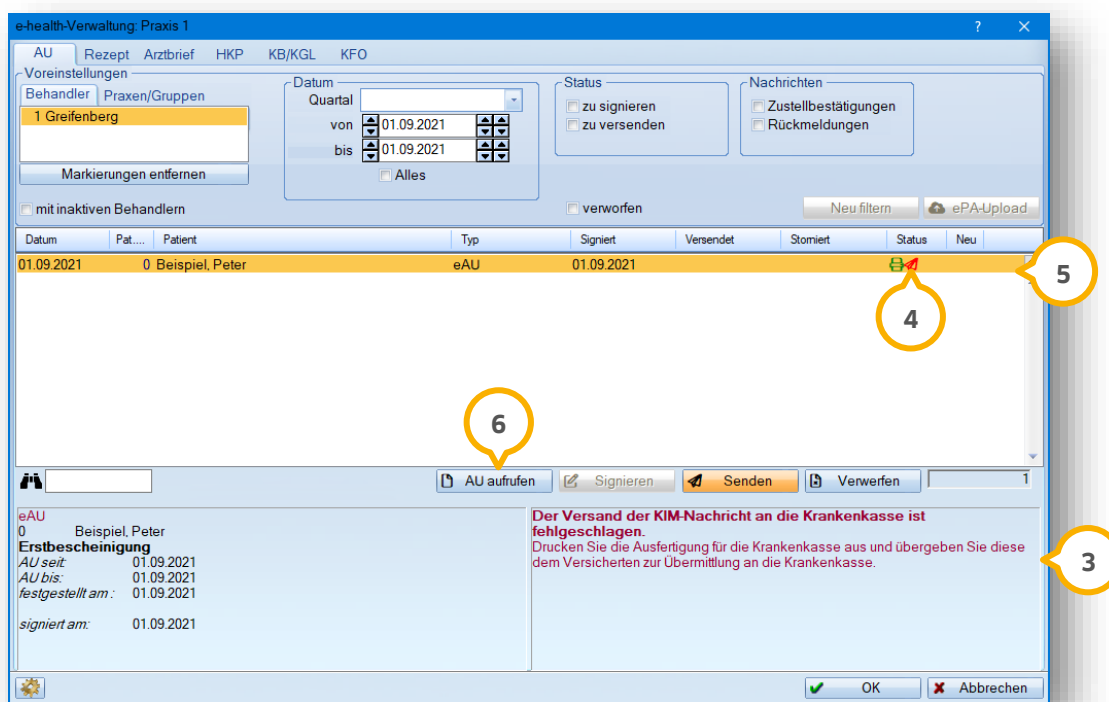 e-health-Verwaltung: Praxis 1 ?
AU Rezept Arztbrief HKP KB/KGL KFO
Voreinstellungen
Behandler Praxen/Gruppen
1 Greifenberg
Markierungen entfernen
mit inaktiven Behandlern
Datum
Quartal
von 01.09.2021
bis 01.09.2021
Alles
Status
zu signieren
zu versenden
verworfen
Nachrichten
Zustellbestätigungen
Rückmeldungen
Neu filtern ePA-Upload
Datum Pat.... Patient Typ Signiert Versendet Storniert Status Neu
01.09.2021 0 Beispiel, Peter eAU 01.09.2021
5
4
6
AU aufrufen Signieren Senden Verwerfen 1
eAU
0 Beispiel, Peter
Erstbescheinigung
AU seit: 01.09.2021
AU bis: 01.09.2021
festgestellt am : 01.09.2021
signiert am: 01.09.2021
Der Versand der KIM-Nachricht an die Krankenkasse ist
fehlgeschlagen.
Drucken Sie die Ausfertigung für die Krankenkasse aus und übergeben Sie diese
dem Versicherten zur Übermittlung an die Krankenkasse.
3
OK Abbrechen